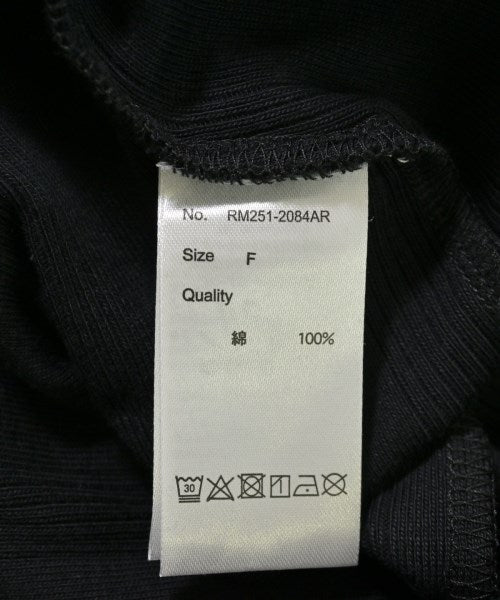 No. RM251-2084AR
Size F
Quality
綿 100%
30